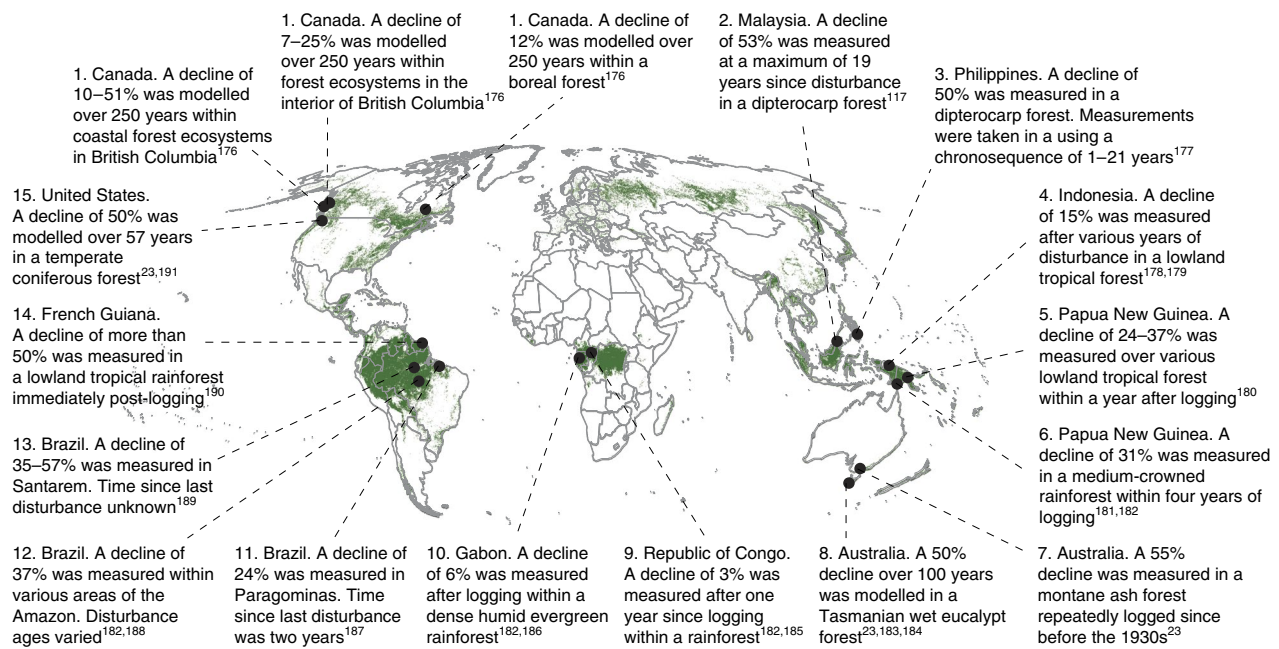 1. Canada. A decline of
10–51% was modelled
over 250 years within
coastal forest ecosystems
in British Columbia176
1. Canada. A decline of
7–25% was modelled
over 250 years within
forest ecosystems in the
interior of British Columbia176
1. Canada. A decline of
12% was modelled over
250 years within a
boreal forest176
2. Malaysia. A decline
of 53% was measured
at a maximum of 19
years since disturbance
in a dipterocarp forest117
3. Philippines. A decline of
50% was measured in a
dipterocarp forest. Measurements
were taken in a using a
chronosequence of 1–21 years177
4. Indonesia. A decline
of 15% was measured
after various years of
disturbance in a lowland
tropical forest178,179
5. Papua New Guinea. A
decline of 24–37% was
measured over various
lowland tropical forest
within a year after logging180
6. Papua New Guinea. A
decline of 31% was measured
in a medium-crowned
rainforest within four years of
logging181,182
7. Australia. A 55%
decline was measured in a
montane ash forest
repeatedly logged since
before the 1930s23
8. Australia. A 50%
decline over 100 years
was modelled in a
Tasmanian wet eucalypt
forest23,183,184
9. Republic of Congo.
A decline of 3% was
measured after one
year since logging
within a rainforest182,185
10. Gabon. A decline
of 6% was measured
after logging within a
dense humid evergreen
rainforest182,186
11. Brazil. A decline of
24% was measured in
Paragominas. Time
since last disturbance
was two years187
12. Brazil. A decline of
37% was measured within
various areas of the
Amazon. Disturbance
ages varied182,188
13. Brazil. A decline of
35–57% was measured in
Santarem. Time since last
disturbance unknown189
14. French Guiana.
A decline of more than
50% was measured in
a lowland tropical rainforest
immediately post-logging190
15. United States.
A decline of 50% was
modelled over 57 years
in a temperate
coniferous forest23,191